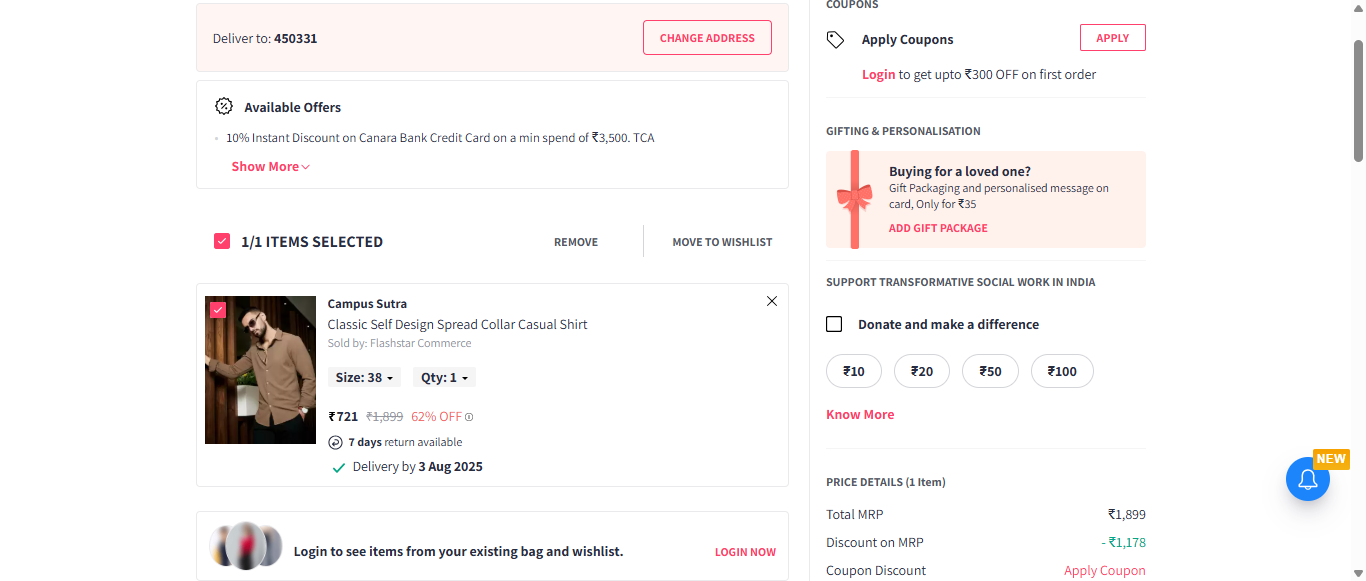 Deliver to: 450331
CHANGE ADDRESS
Available Offers
10% Instant Discount on Canara Bank Credit Card on a min spend of ₹3,500. TCA
Show More
1/1 ITEMS SELECTED
REMOVE
MOVE TO WISHLIST
Campus Sutra
Classic Self Design Spread Collar Casual Shirt
Sold by: Flashstar Commerce
Size: 38 Qty: 1
₹721 ₹1,899 62% OFF
7 days return available
Delivery by 3 Aug 2025
Login to see items from your existing bag and wishlist.
LOGIN NOW
COUPONS
Apply Coupons
APPLY
Login to get upto ₹300 OFF on first order
GIFTING & PERSONALISATION
Buying for a loved one?
Gift Packaging and personalised message on
card, Only for ₹35
ADD GIFT PACKAGE
SUPPORT TRANSFORMATIVE SOCIAL WORK IN INDIA
Donate and make a difference
₹10 ₹20 ₹50 ₹100
Know More
NEW
PRICE DETAILS (1 Item)
Total MRP ₹1,899
Discount on MRP - ₹1,178
Coupon Discount Apply Coupon